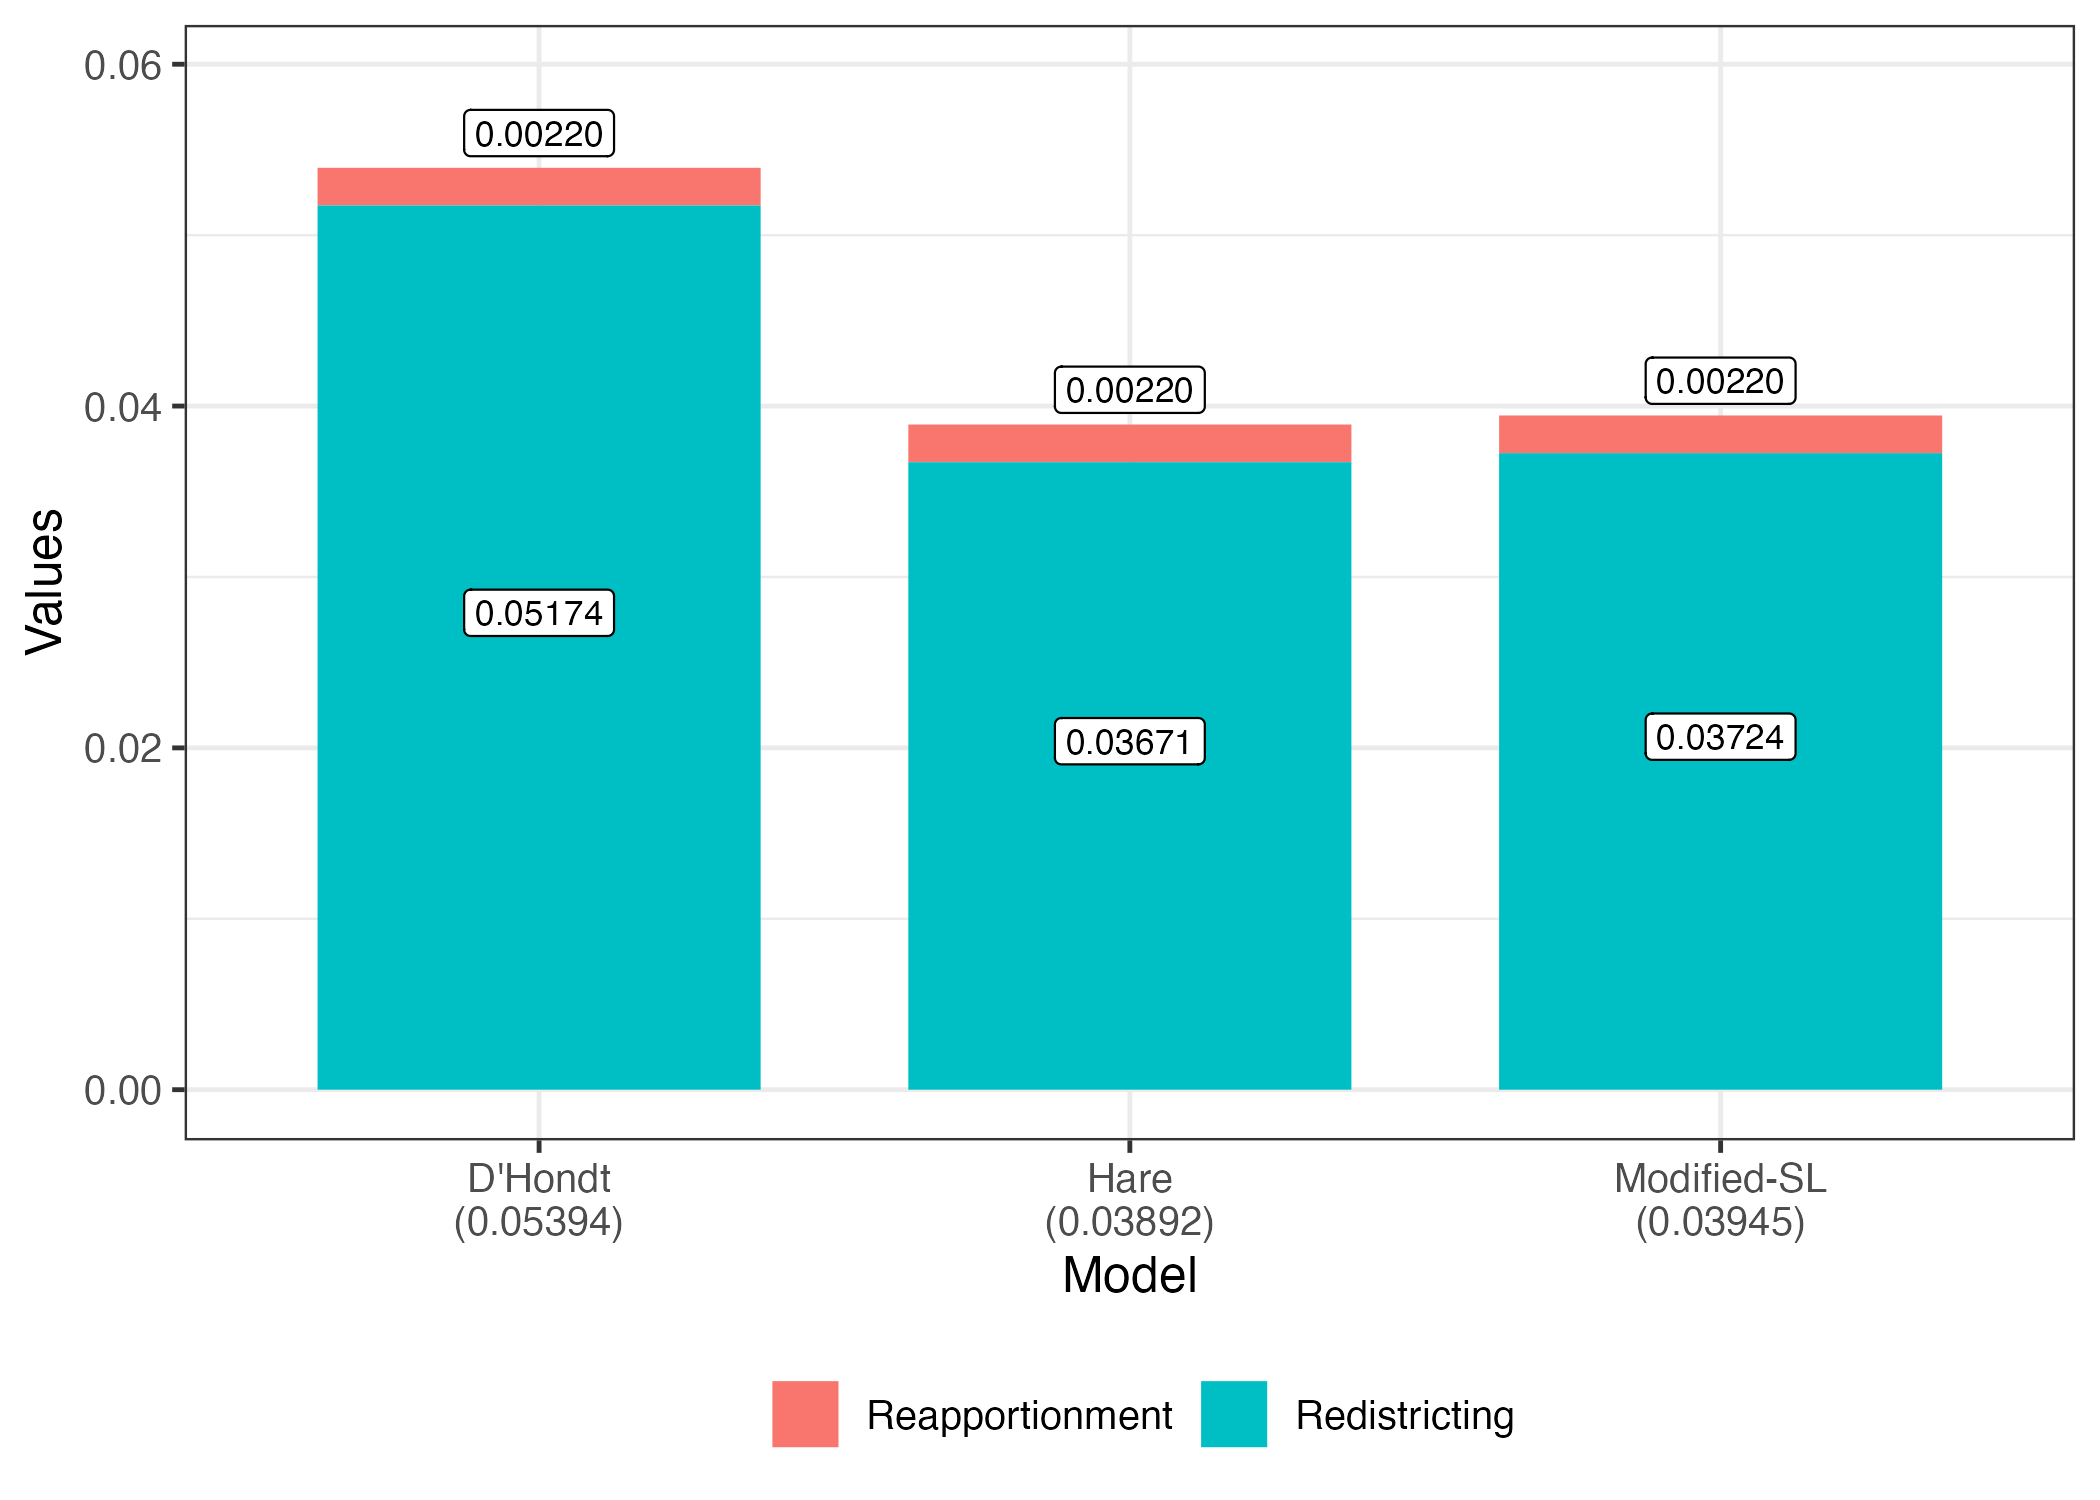 Values
0.06
0.04
0.02
0.00
0.00220
0.05174
0.00220
0.03671
0.00220
0.03724
D'Hondt
(0.05394)
Hare
(0.03892)
Modified-SL
(0.03945)
Model
Reapportionment
Redistricting